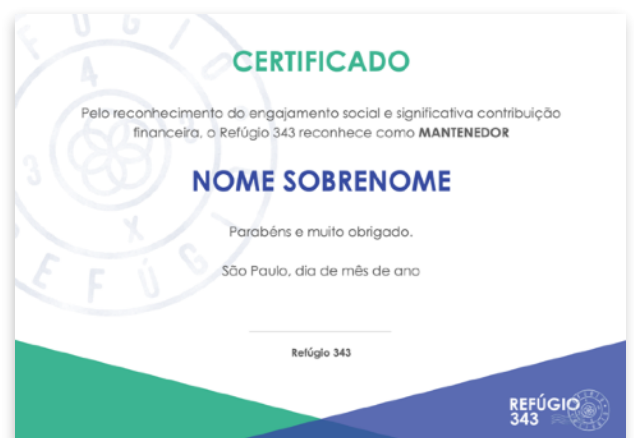 CERTIFICADO
Pelo reconhecimento do engajamento social e significativa contribuição
financeira, o Refúgio 343 reconhece como MANTENEDOR
NOME SOBRENOME
Parabéns e muito obrigado.
São Paulo, dia de mês de ano
Refúgio 343
REFÚGIO
343